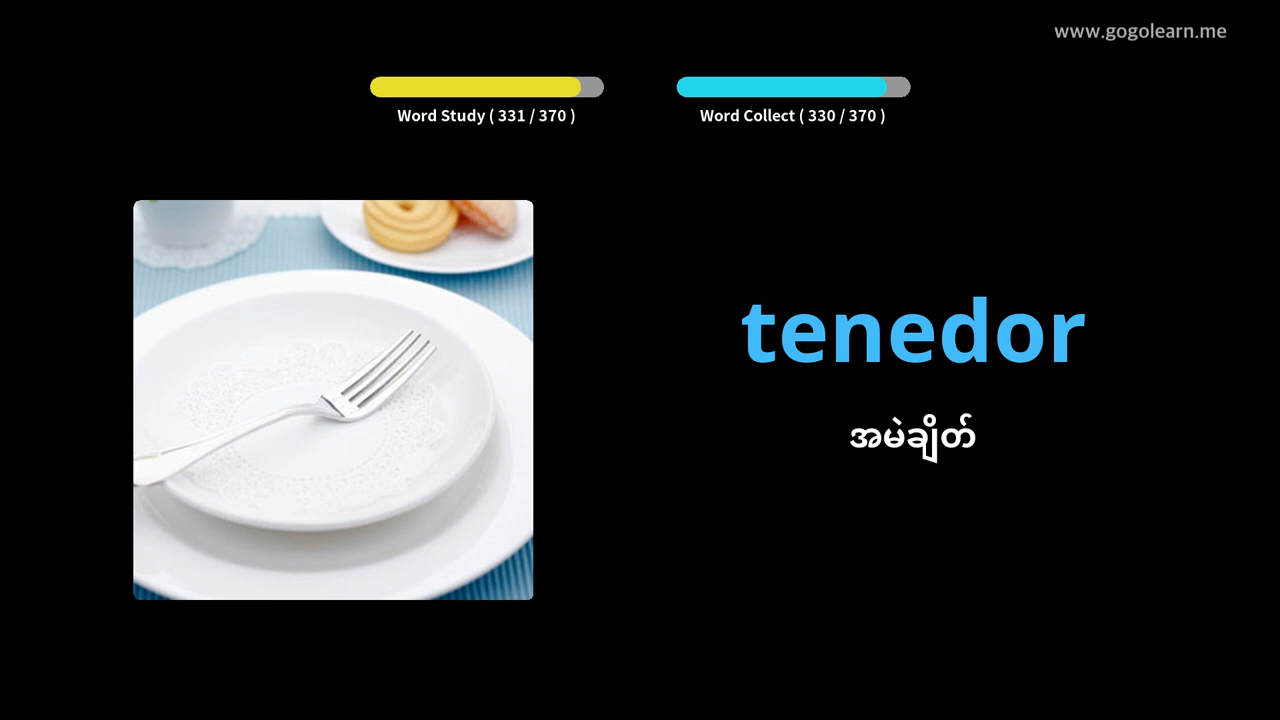 www.gogolearn.me
Word Study ( 331 / 370 )
Word Collect ( 330 / 370 )
tenedor
အမဲချိတ်